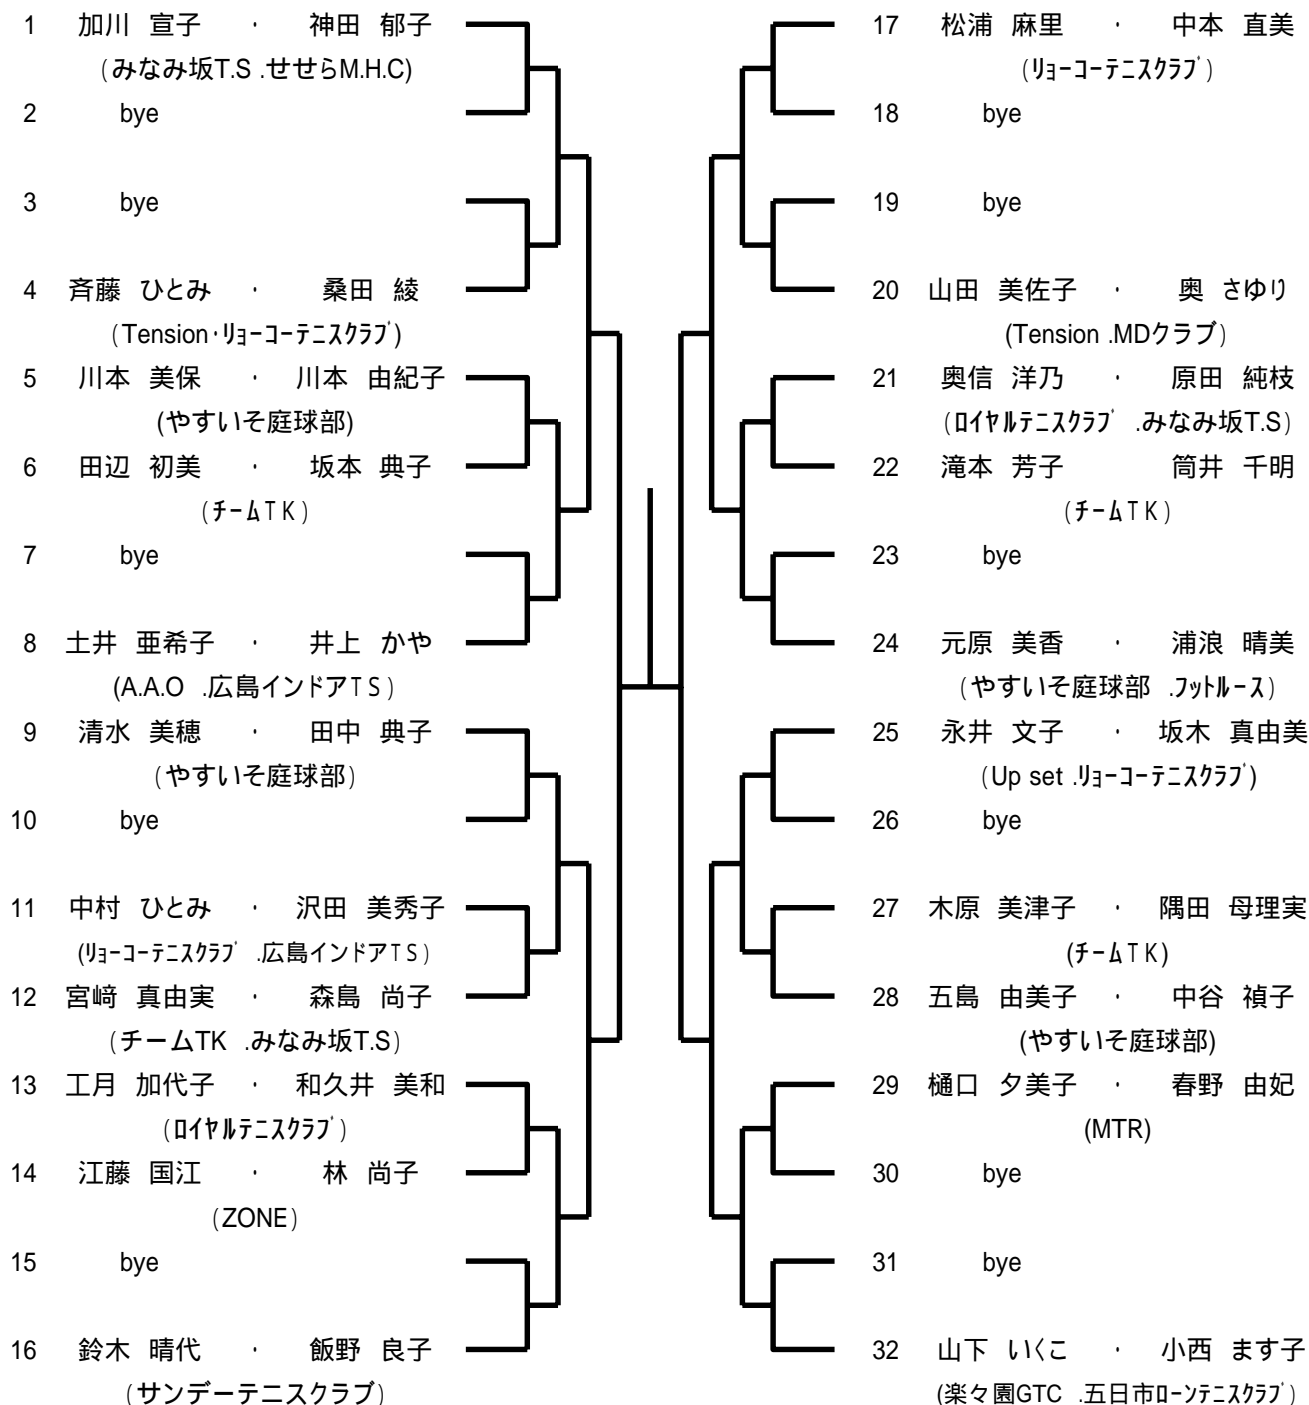 1 加川 宣子 ・ 神田 郁子
(みなみ坂T.S .せせらM.H.C)
2 bye
3 bye
4 斉藤 ひとみ ・ 桑田 綾
(Tension･ﾘｮｰｺｰﾃﾆｽｸﾗﾌﾞ)
5 川本 美保 ・ 川本 由紀子
(やすいそ庭球部)
6 田辺 初美 ・ 坂本 典子
(ﾁｰﾑTK)
7 bye
8 土井 亜希子 ・ 井上 かや
(A.A.O .広島インドアTS)
9 清水 美穂 ・ 田中 典子
(やすいそ庭球部)
10 bye
11 中村 ひとみ ・ 沢田 美秀子
(ﾘｮｰｺｰﾃﾆｽｸﾗﾌﾞ .広島インドアTS)
12 宮﨑 真由実 ・ 森島 尚子
(チームTK .みなみ坂T.S)
13 工月 加代子 ・ 和久井 美和
(ﾛｲﾔﾙﾃﾆｽｸﾗﾌﾞ)
14 江藤 国江 ・ 林 尚子
(ZONE)
15 bye
16 鈴木 晴代 ・ 飯野 良子
(サンデーテニスクラブ)
17 松浦 麻里 ・ 中本 直美
(ﾘｮｰｺｰﾃﾆｽｸﾗﾌﾞ)
18 bye
19 bye
20 山田 美佐子 ・ 奥 さゆり
(Tension .MDクラブ)
21 奥信 洋乃 ・ 原田 純枝
(ﾛｲﾔﾙﾃﾆｽｸﾗﾌﾞ .みなみ坂T.S)
22 滝本 芳子 筒井 千明
(ﾁｰﾑTK)
23 bye
24 元原 美香 ・ 浦浪 晴美
(やすいそ庭球部 .ﾌｯﾄﾙｰｽ)
25 永井 文子 ・ 坂木 真由美
(Up set .ﾘｮｰｺｰﾃﾆｽｸﾗﾌﾞ)
26 bye
27 木原 美津子 ・ 隅田 母理実
(ﾁｰﾑTK)
28 五島 由美子 ・ 中谷 禎子
(やすいそ庭球部)
29 樋口 夕美子 ・ 春野 由妃
(MTR)
30 bye
31 bye
32 山下 いくこ ・ 小西 ます子
(楽々園GTC .五日市ﾛｰﾝﾃﾆｽｸﾗﾌﾞ)